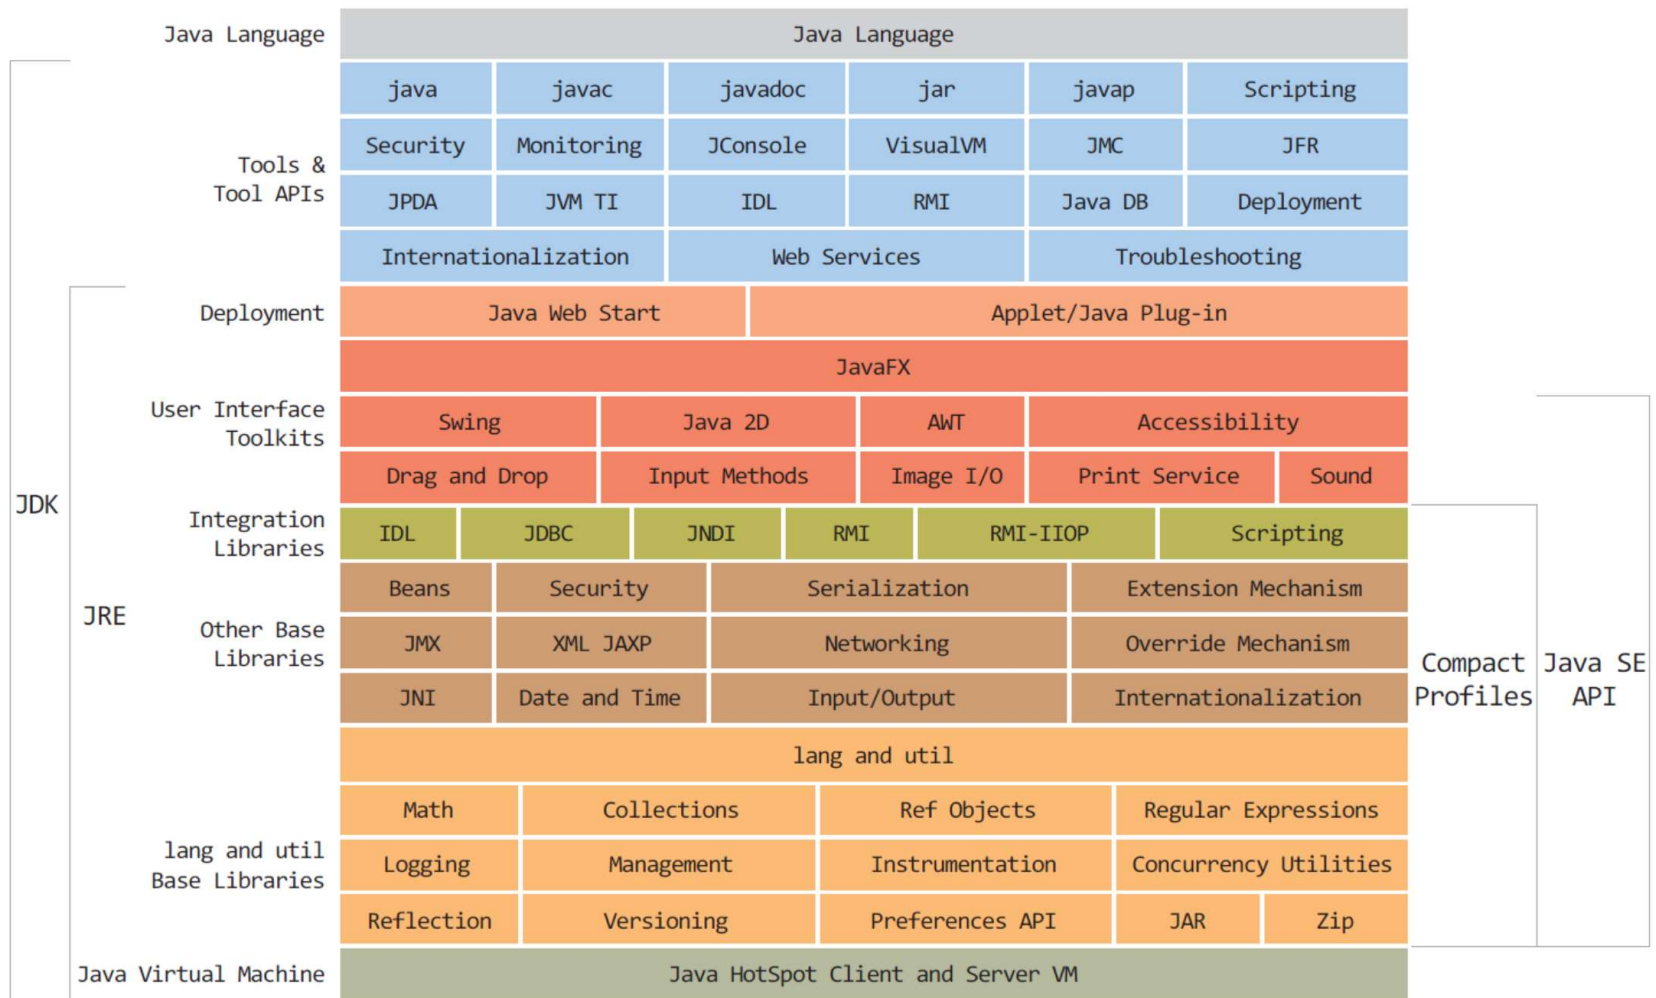 Java Language
Java Language
java
javac
javadoc
jar
javap
Scripting
Tools &
Tool APIs
Security
Monitoring
JConsole
VisualVM
JMC
JFR
JPDA
JVM TI
IDL
RMI
Java DB
Deployment
Internationalization
Web Services
Troubleshooting
Deployment
Java Web Start
Applet/Java Plug-in
JavaFX
User Interface
Toolkits
Swing
Java 2D
AWT
Accessibility
Drag and Drop
Input Methods
Image I/O
Print Service
Sound
JDK
Integration
Libraries
IDL
JDBC
JNDI
RMI
RMI-IIOP
Scripting
JRE
Other Base
Libraries
Beans
Security
Serialization
Extension Mechanism
JMX
XML JAXP
Networking
Override Mechanism
JNI
Date and Time
Input/Output
Internationalization
Compact
Profiles
Java SE
API
lang and util
lang and util
Base Libraries
Math
Collections
Ref Objects
Regular Expressions
Logging
Management
Instrumentation
Concurrency Utilities
Reflection
Versioning
Preferences API
JAR
Zip
Java Virtual Machine
Java HotSpot Client and Server VM